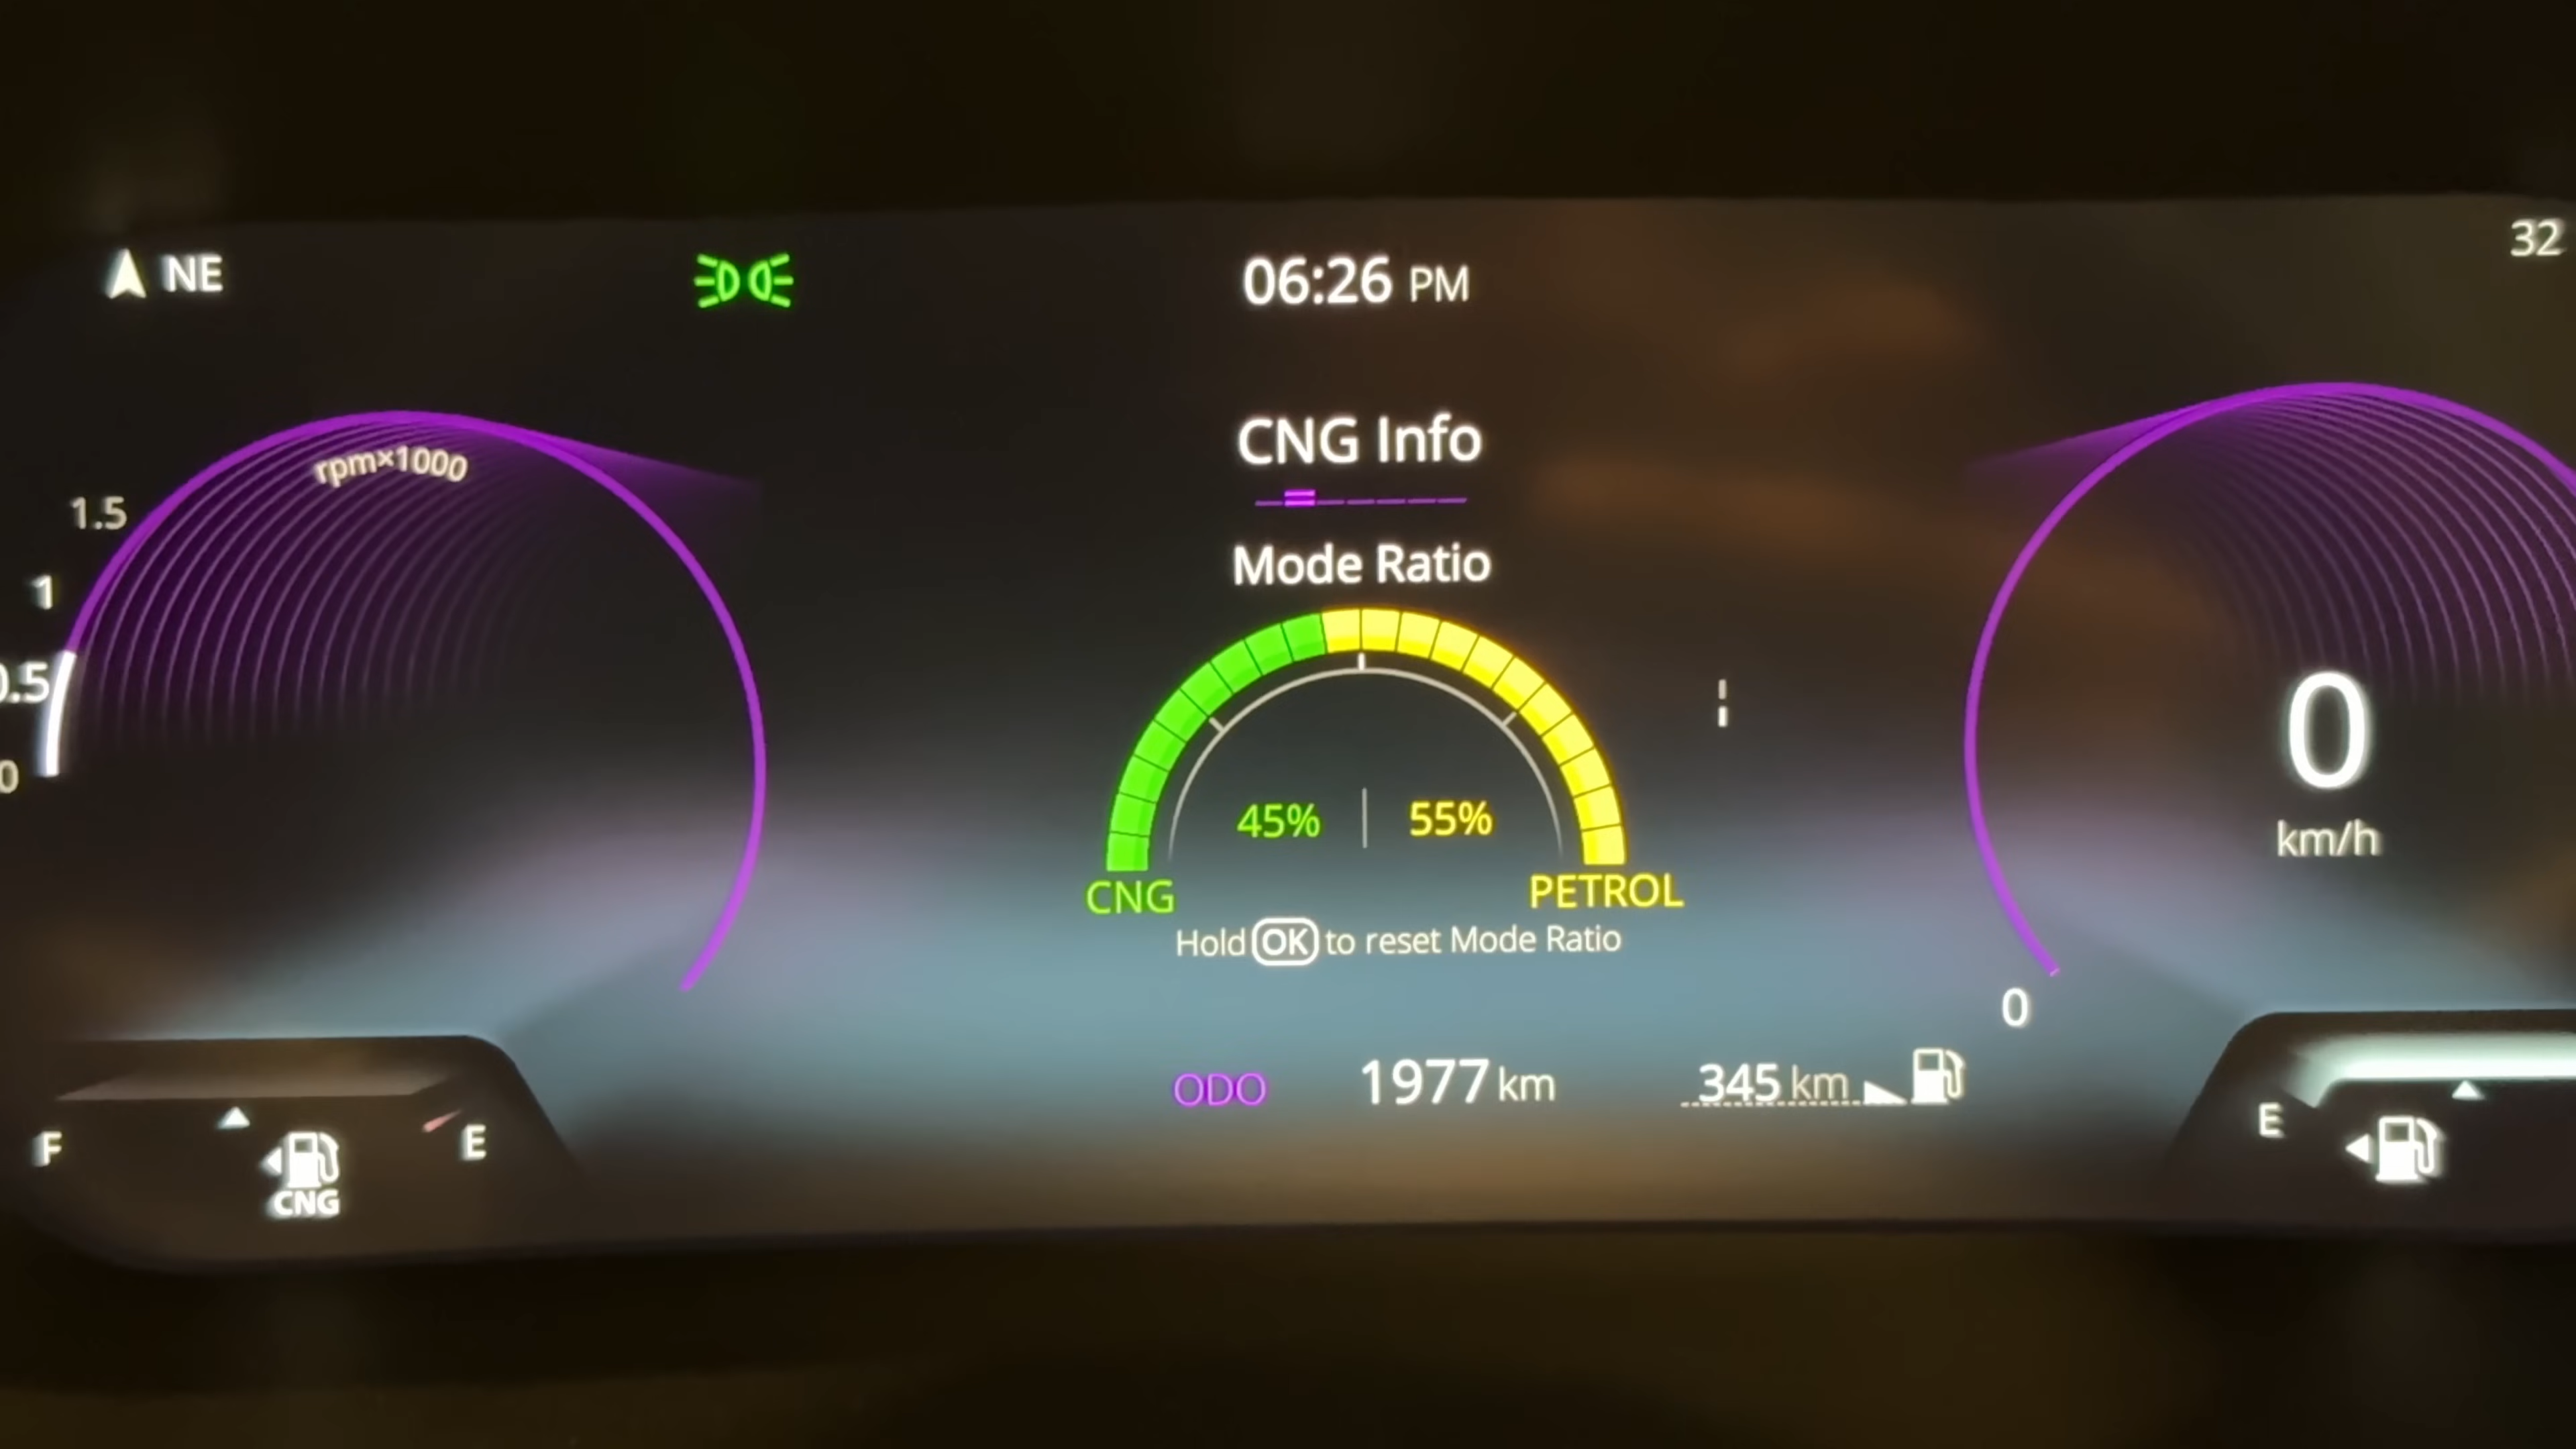 NE
06:26 PM
32
CNG Info
rpm×1000
1.5
1
0.5
0
Mode Ratio
45% 55%
CNG PETROL
Hold OK to reset Mode Ratio
0
km/h
0
ODO 1977 km 345 km
F E
CNG
E